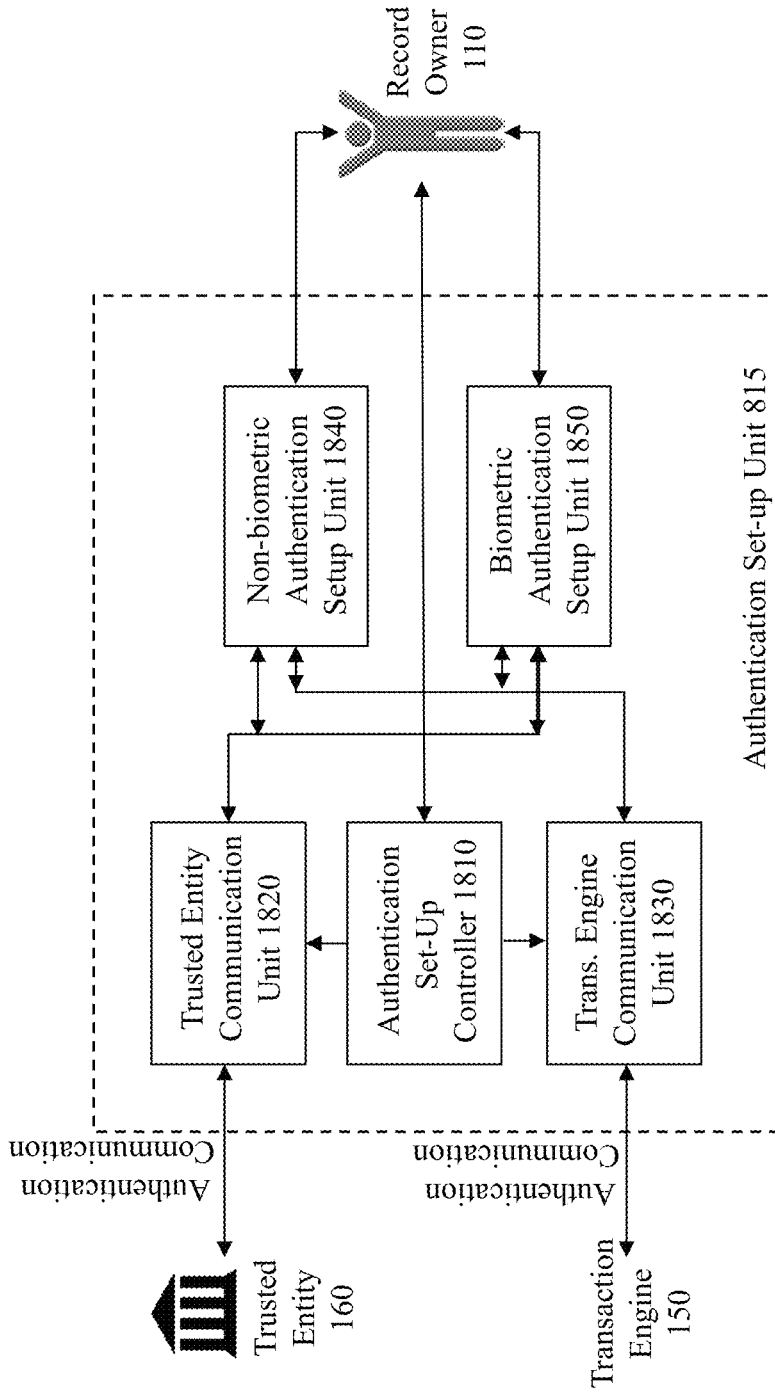 Trusted
Entity
160
Authentication
Communication
Trusted Entity
Communication
Unit 1820
Non-biometric
Authentication
Setup Unit 1840
Authentication
Set-Up
Controller 1810
Record
Owner
110
Transaction
Engine
150
Authentication
Communication
Trans. Engine
Communication
Unit 1830
Biometric
Authentication
Setup Unit 1850
Authentication Set-up Unit 815